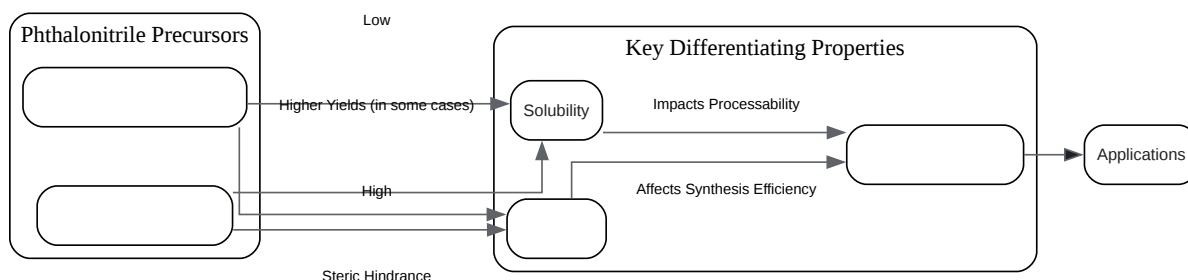 Low
Phthalonitrile Precursors
Key Differentiating Properties
Higher Yields (in some cases)
Solubility
Impacts Processability
Applications
High
Affects Synthesis Efficiency
Steric Hindrance